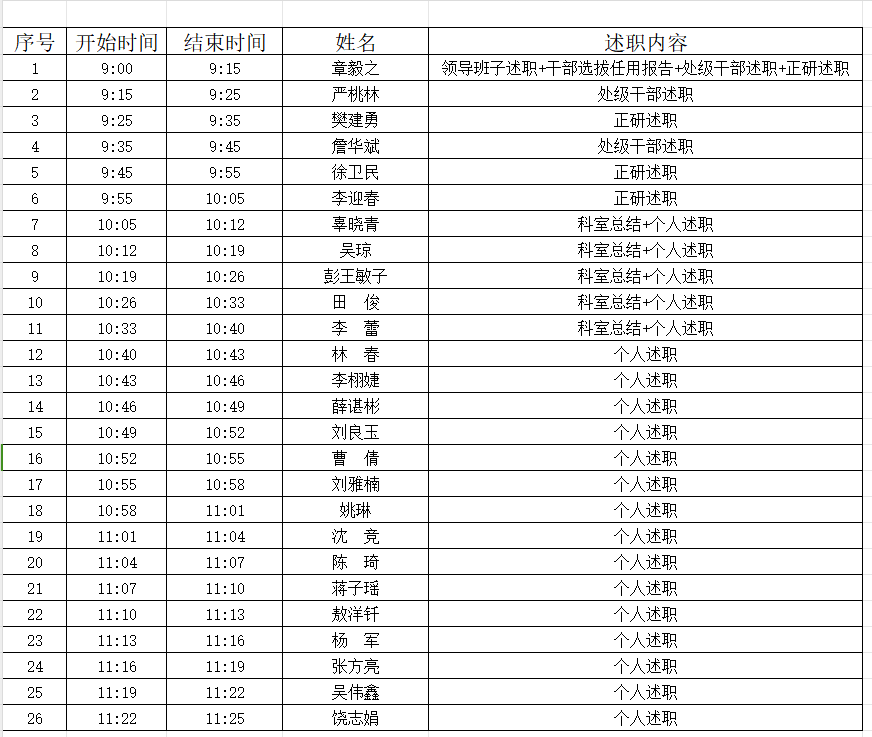 序号 开始时间 结束时间 姓名 述职内容
1 9:00 9:15 章毅之 领导班子述职+干部选拔任用报告+处级干部述职+正研述职
2 9:15 9:25 严桃林 处级干部述职
3 9:25 9:35 樊建勇 正研述职
4 9:35 9:45 詹华斌 处级干部述职
5 9:45 9:55 徐卫民 正研述职
6 9:55 10:05 李迎春 正研述职
7 10:05 10:12 辜晓青 科室总结+个人述职
8 10:12 10:19 吴琼 科室总结+个人述职
9 10:19 10:26 彭王敏子 科室总结+个人述职
10 10:26 10:33 田 俊 科室总结+个人述职
11 10:33 10:40 李 蕾 科室总结+个人述职
12 10:40 10:43 林 春 个人述职
13 10:43 10:46 李栩婕 个人述职
14 10:46 10:49 薛谌彬 个人述职
15 10:49 10:52 刘良玉 个人述职
16 10:52 10:55 曹 倩 个人述职
17 10:55 10:58 刘雅楠 个人述职
18 10:58 11:01 姚琳 个人述职
19 11:01 11:04 沈 竞 个人述职
20 11:04 11:07 陈 琦 个人述职
21 11:07 11:10 蒋子瑶 个人述职
22 11:10 11:13 敖洋钎 个人述职
23 11:13 11:16 杨 军 个人述职
24 11:16 11:19 张方亮 个人述职
25 11:19 11:22 吴伟鑫 个人述职
26 11:22 11:25 饶志娟 个人述职